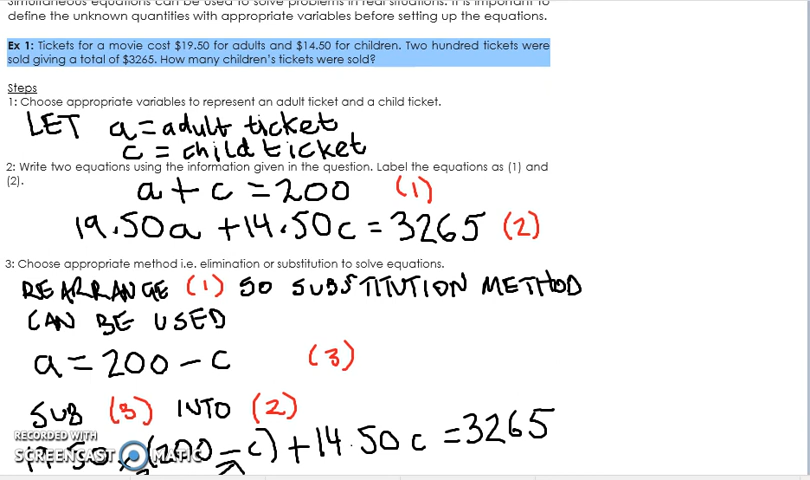 Simultaneous equations can be used to solve problems in real situations. It is important to
define the unknown quantities with appropriate variables before setting up the equations.
Ex 1: Tickets for a movie cost $19.50 for adults and $14.50 for children. Two hundred tickets were
sold giving a total of $3265. How many children's tickets were sold?
Steps
1: Choose appropriate variables to represent an adult ticket and a child ticket.
LET a = adult ticket
c = child ticket
2: Write two equations using the information given in the question. Label the equations as (1) and
(2).
a + c = 200 (1)
19.50a + 14.50c = 3265 (2)
3: Choose appropriate method i.e. elimination or substitution to solve equations.
REARRANGE (1) SO SUBSTITUTION METHOD
CAN BE USED
a = 200 - c (3)
SUB (3) INTO (2)
RECORDED WITH
SCREENCAST MATIC
19.50 × (200 - c) + 14.50c = 3265